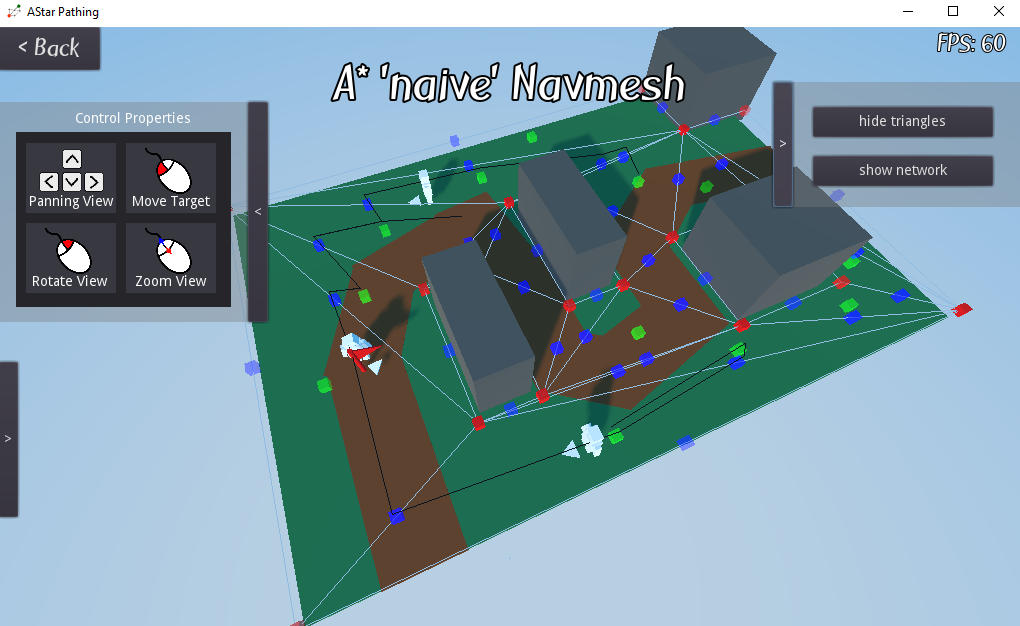 AStar Pathing
< Back
FPS: 60
A* 'naive' Navmesh
Control Properties
Panning View
Move Target
Rotate View
Zoom View
<
>
hide triangles
show network
>